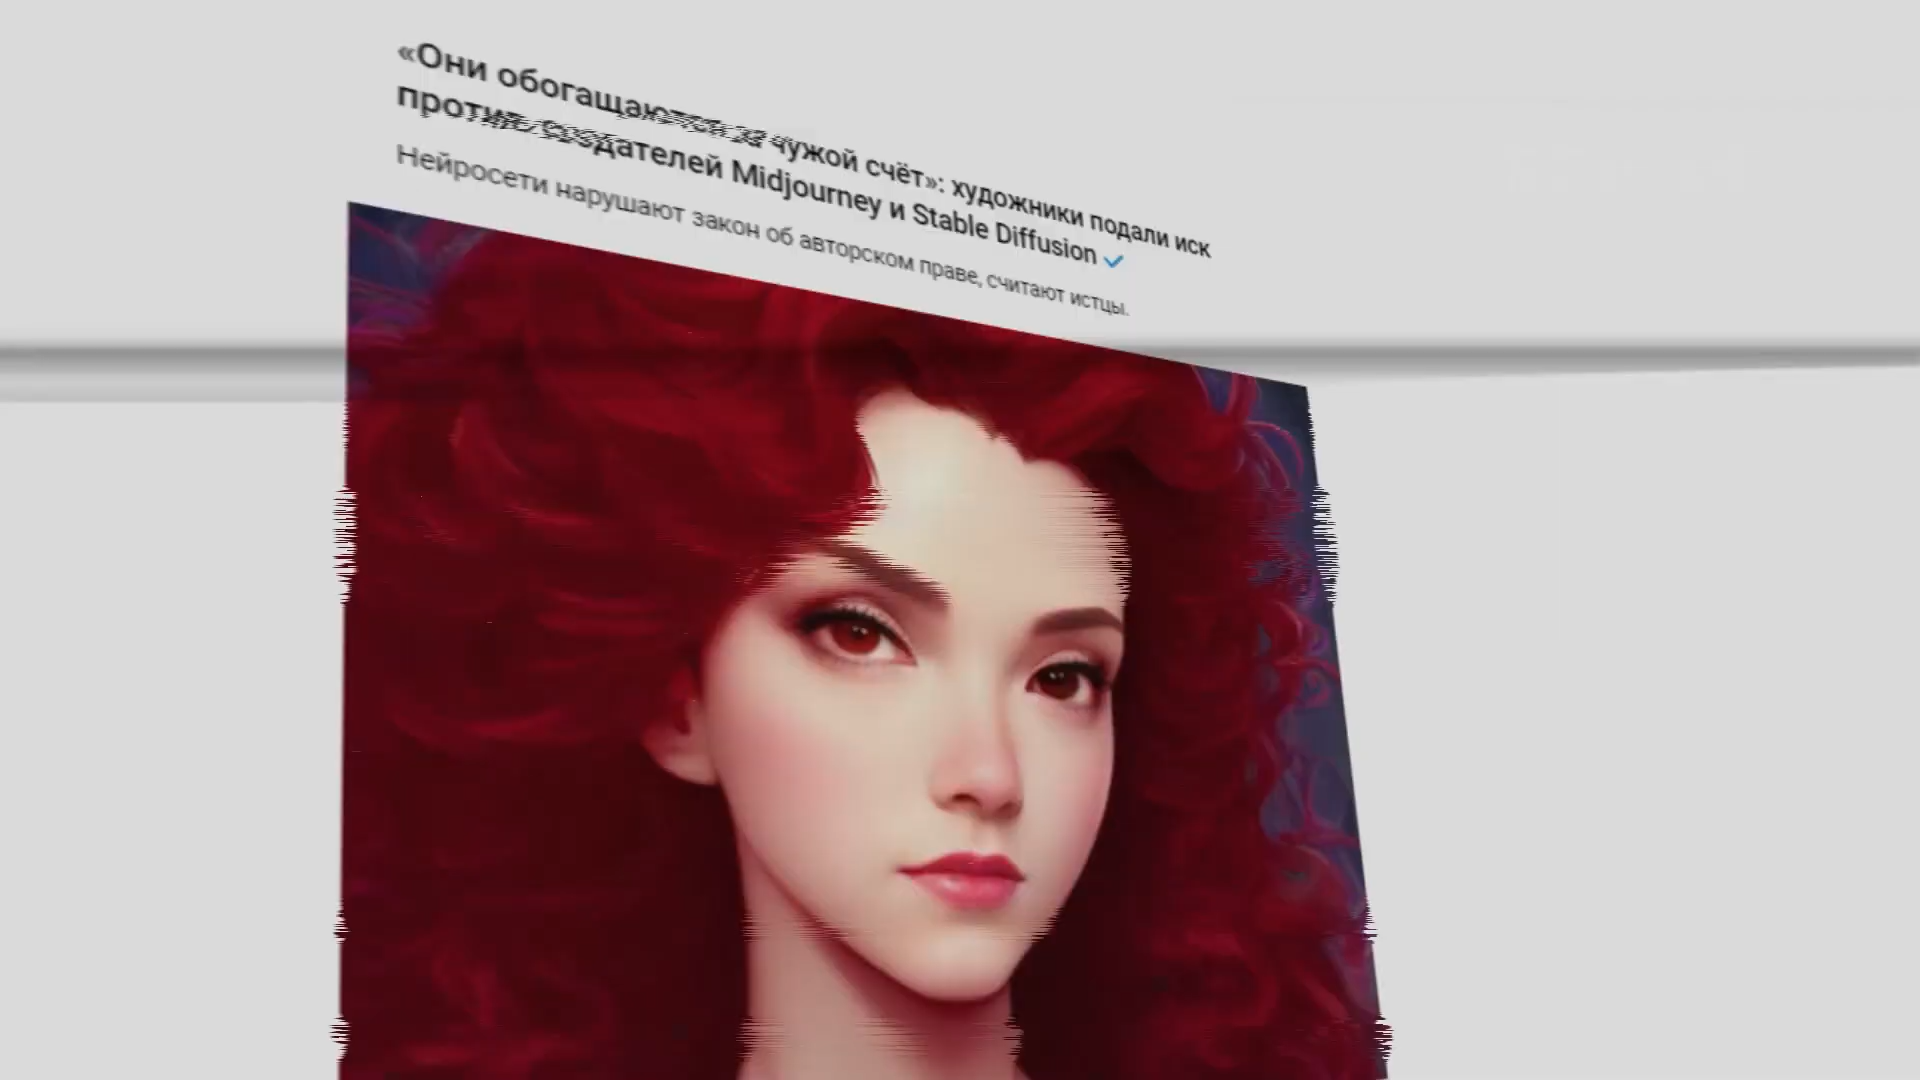 «Они обогащаются за чужой счёт»: художники подали иск
против создателей Midjourney и Stable Diffusion
Нейросети нарушают закон об авторском праве, считают истцы.